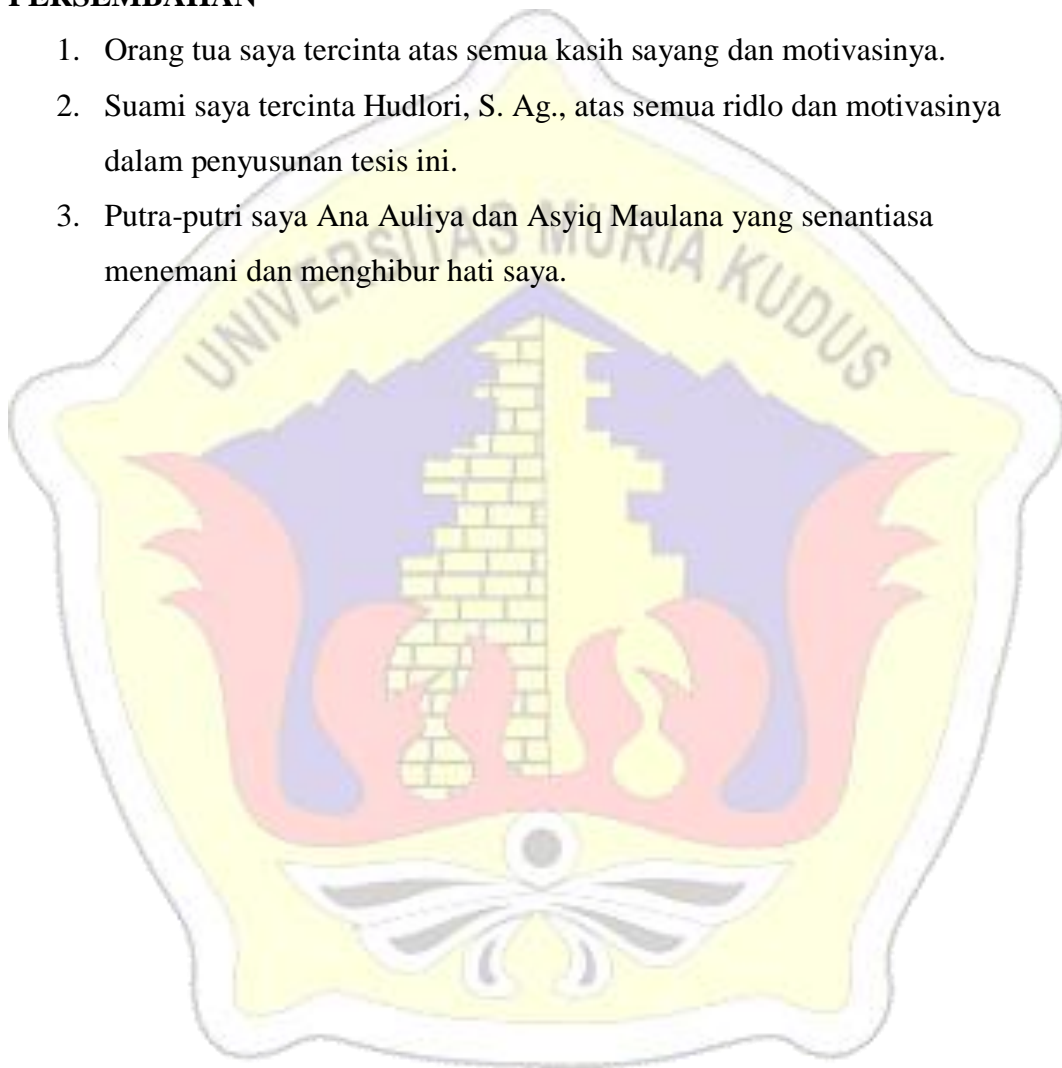 PERSEMBAHAN
1. Orang tua saya tercinta atas semua kasih sayang dan motivasinya.
2. Suami saya tercinta Hudlori, S. Ag., atas semua ridlo dan motivasinya
dalam penyusunan tesis ini.
3. Putra-putri saya Ana Auliya dan Asyiq Maulana yang senantiasa
menemani dan menghibur hati saya.
UNIVERSITAS MURIA KUDUS